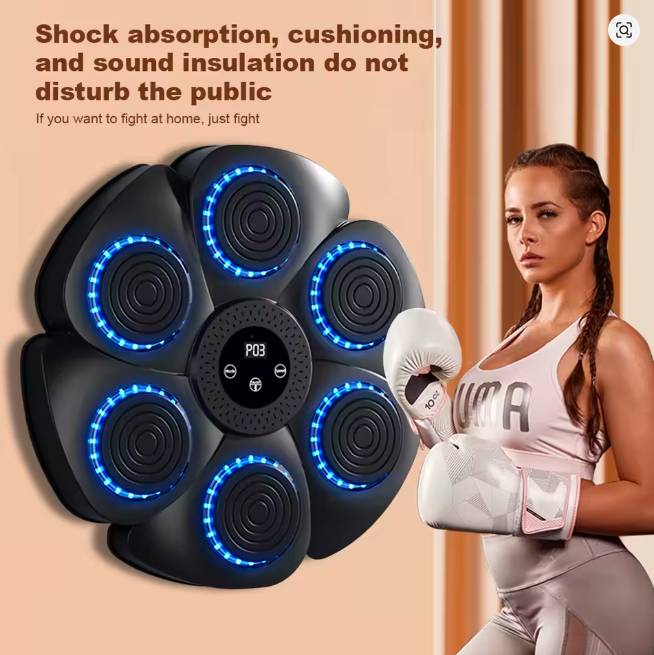 Shock absorption, cushioning,
and sound insulation do not
disturb the public
If you want to fight at home, just fight
P03
10 oz
UMA